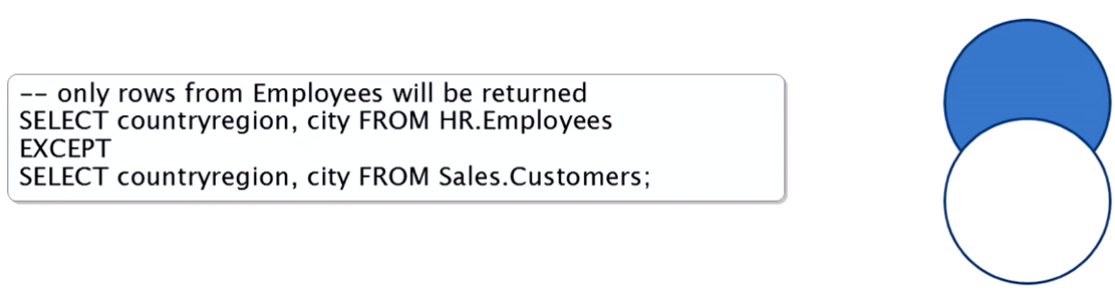 -- only rows from Employees will be returned
SELECT countryregion, city FROM HR.Employees
EXCEPT
SELECT countryregion, city FROM Sales.Customers;